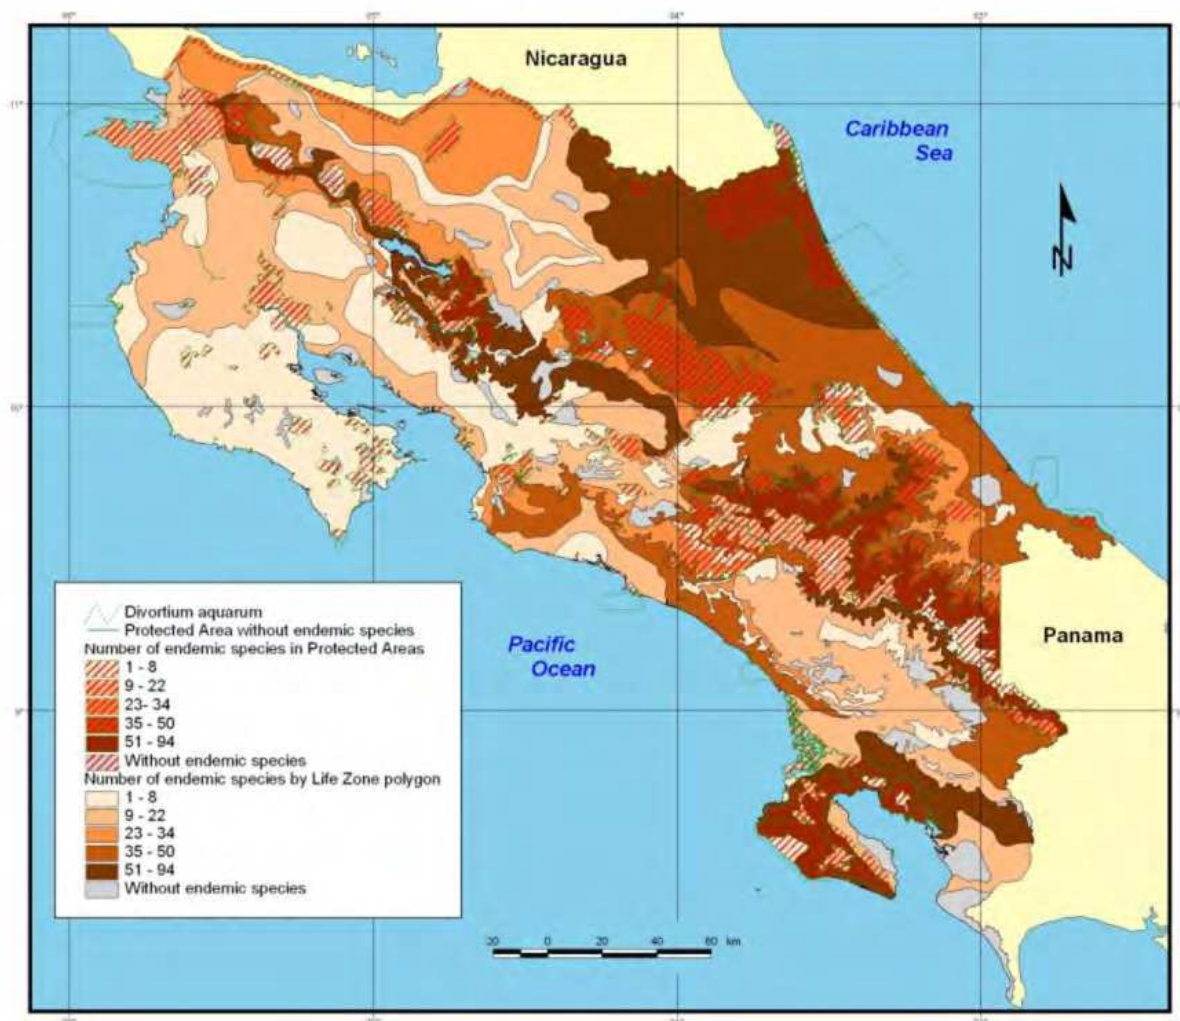 Nicaragua
Caribbean
Sea
N
Panama
Pacific
Ocean
Divortium aquarum
Protected Area without endemic species
Number of endemic species in Protected Areas
1 - 8
9 - 22
23- 34
35 - 50
51 - 94
Without endemic species
Number of endemic species by Life Zone polygon
1 - 8
9 - 22
23 - 34
35 - 50
51 - 94
Without endemic species
20 0 20 40 60 km